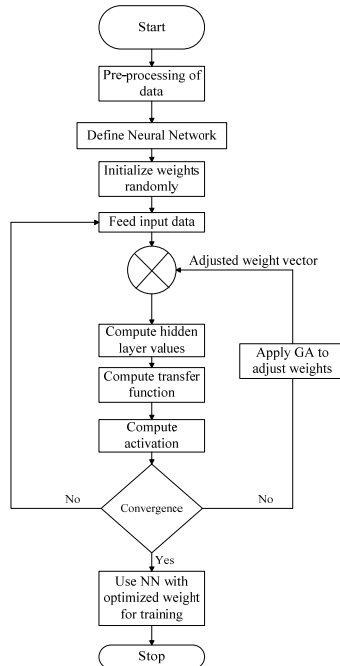 Start
Pre-processing of
data
Define Neural Network
Initialize weights
randomly
Feed input data
Adjusted weight vector
Compute hidden
layer values
Apply GA to
adjust weights
Compute transfer
function
Compute
activation
No
Convergence
No
Yes
Use NN with
optimized weight
for training
Stop